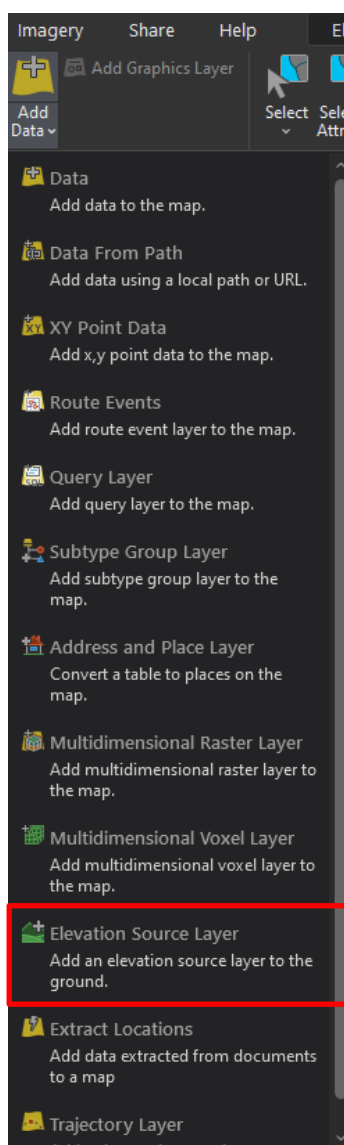 Imagery Share Help El
Add Graphics Layer
Add Data
Select Sele Attr
Data
Add data to the map.
Data From Path
Add data using a local path or URL.
XY Point Data
Add x,y point data to the map.
Route Events
Add route event layer to the map.
Query Layer
Add query layer to the map.
Subtype Group Layer
Add subtype group layer to the
map.
Address and Place Layer
Convert a table to places on the
map.
Multidimensional Raster Layer
Add multidimensional raster layer to
the map.
Multidimensional Voxel Layer
Add multidimensional voxel layer to
the map.
Elevation Source Layer
Add an elevation source layer to the
ground.
Extract Locations
Add data extracted from documents
to a map
Trajectory Layer